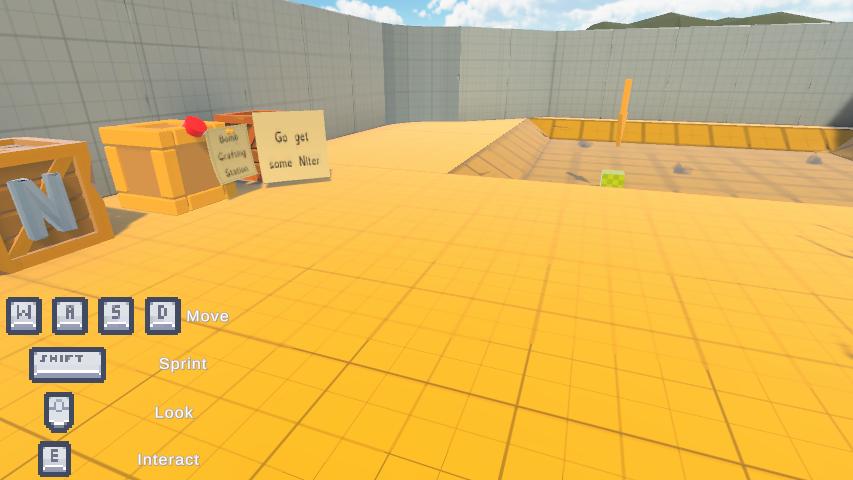 Bomb
Crafting
Station
Go get
some Niter
N
W
A
S
D
Move
SHIFT
Sprint
Look
E
Interact